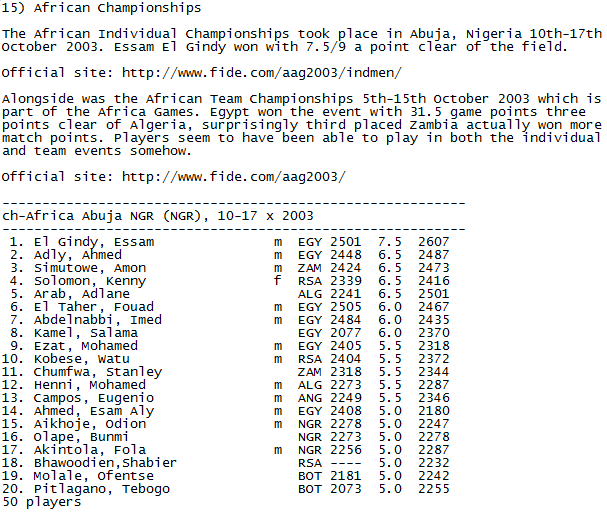 15) African Championships
The African Individual Championships took place in Abuja, Nigeria 10th-17th
October 2003. Essam El Gindy won with 7.5/9 a point clear of the field.
Official site: http://www.fide.com/aag2003/indmen/
Alongside was the African Team Championships 5th-15th October 2003 which is
part of the Africa Games. Egypt won the event with 31.5 game points three
points clear of Algeria, surprisingly third placed Zambia actually won more
match points. Players seem to have been able to play in both the individual
and team events somehow.
Official site: http://www.fide.com/aag2003/
----------------------------------------------------------
ch-Africa Abuja NGR (NGR), 10-17 x 2003
----------------------------------------------------------
1. El Gindy, Essam m EGY 2501 7.5 2607
2. Adly, Ahmed m EGY 2448 6.5 2487
3. Simutowe, Amon m ZAM 2424 6.5 2473
4. Solomon, Kenny f RSA 2339 6.5 2416
5. Arab, Adlane ALG 2241 6.5 2501
6. El Taher, Fouad m EGY 2505 6.0 2467
7. Abdelnabbi, Imed m EGY 2484 6.0 2435
8. Kamel, Salama EGY 2077 6.0 2370
9. Ezat, Mohamed m EGY 2405 5.5 2318
10. Kobese, Watu m RSA 2404 5.5 2372
11. Chumfwa, Stanley ZAM 2318 5.5 2344
12. Henni, Mohamed m ALG 2273 5.5 2287
13. Campos, Eugenio m ANG 2249 5.5 2346
14. Ahmed, Esam Aly m EGY 2408 5.0 2180
15. Aikhoje, Odion m NGR 2278 5.0 2247
16. Olape, Bunmi NGR 2273 5.0 2278
17. Akintola, Fola m NGR 2256 5.0 2287
18. Bhawoodien,Shabier RSA ---- 5.0 2232
19. Molale, Ofentse BOT 2181 5.0 2242
20. Pitlagano, Tebogo BOT 2073 5.0 2255
50 players